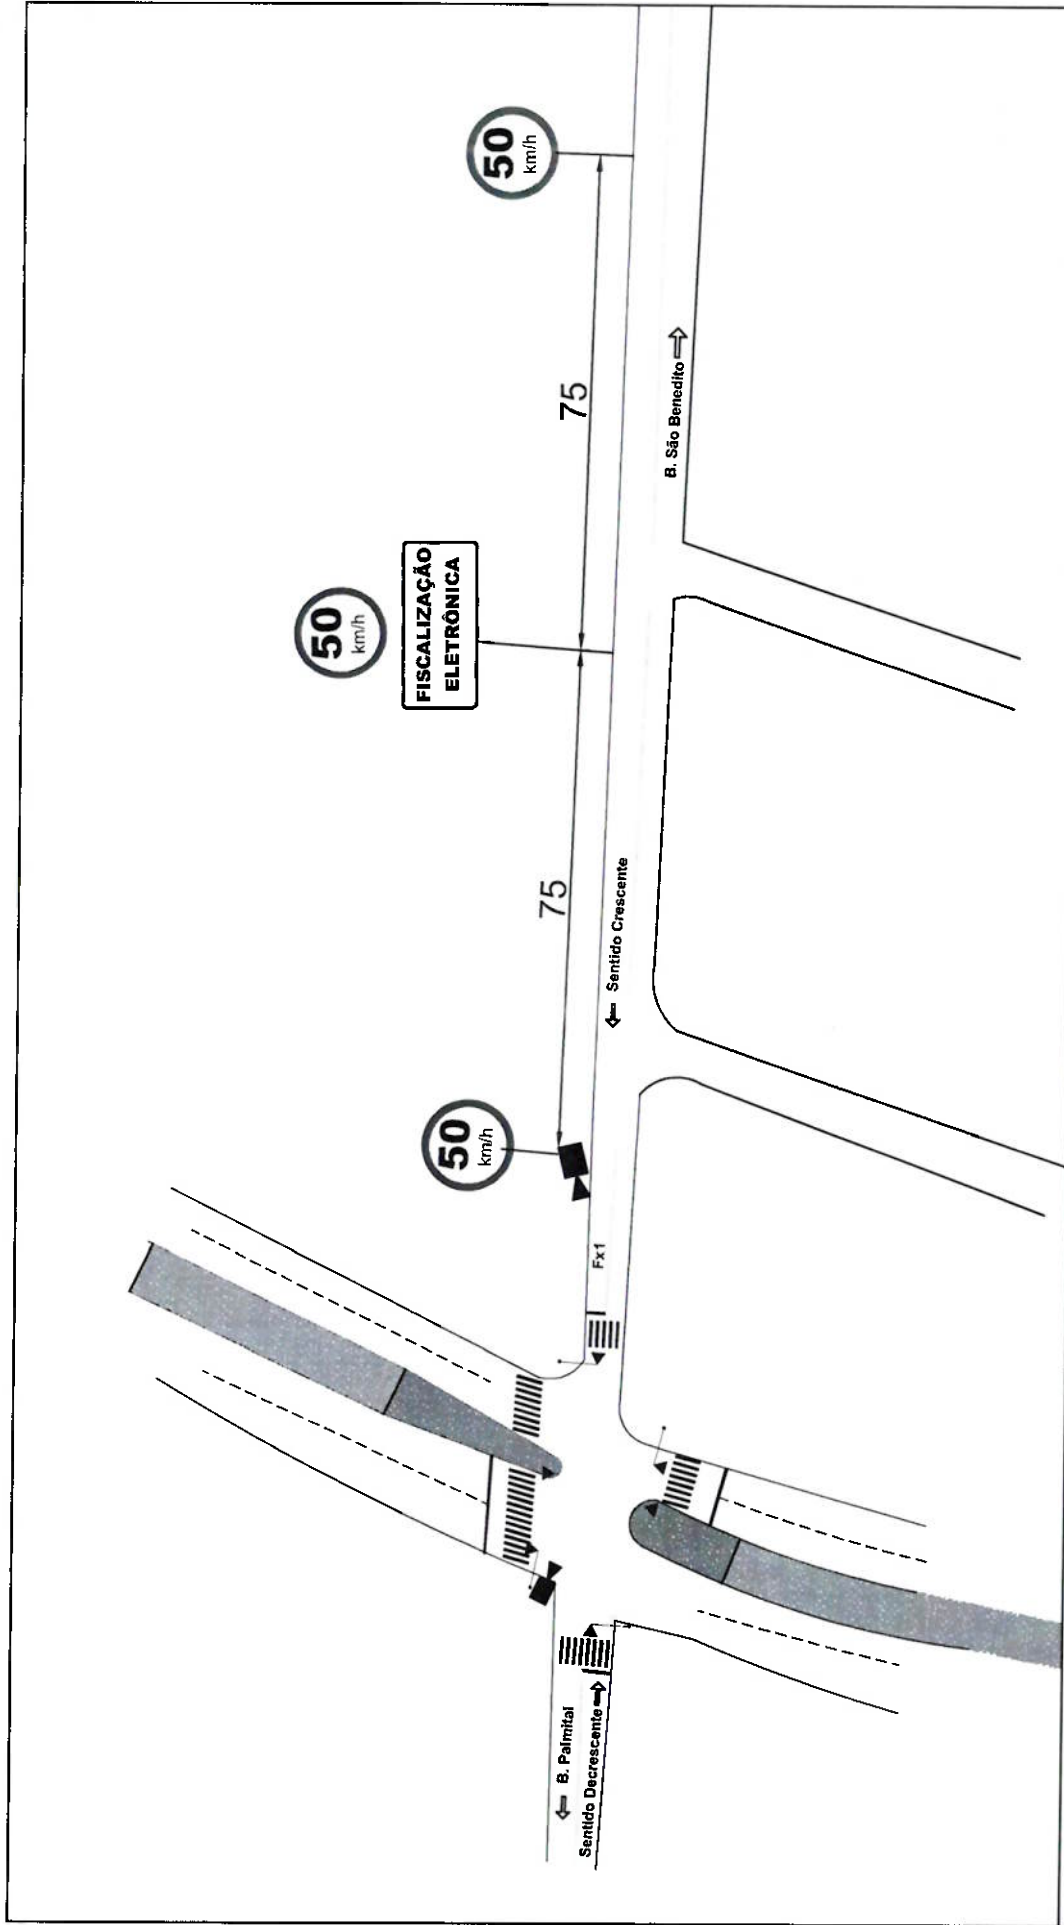 50
km/h
50
km/h
FISCALIZAÇÃO
ELETRÔNICA
75
B. São Benedito
75
Sentido Crescente
50
km/h
Fx1
B. Palmital
Sentido Decrescente